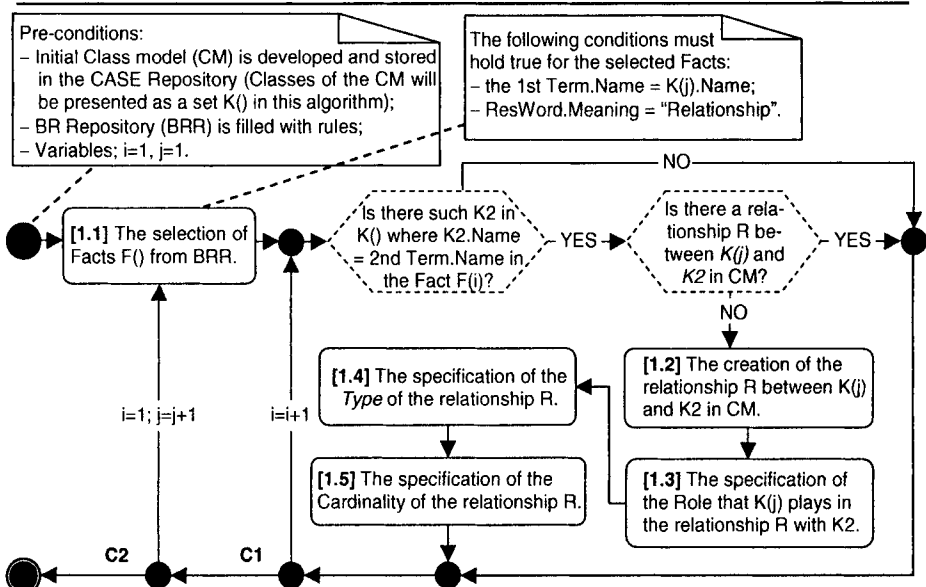 Pre-conditions:
– Initial Class model (CM) is developed and stored
in the CASE Repository (Classes of the CM will
be presented as a set K() in this algorithm);
– BR Repository (BRR) is filled with rules;
– Variables; i=1, j=1.
The following conditions must
hold true for the selected Facts:
- the 1st Term.Name = K(j).Name;
- ResWord.Meaning = “Relationship”.
NO
[1.1] The selection of
Facts F() from BRR.
Is there such K2 in
K() where K2.Name
= 2nd Term.Name in
the Fact F(i)?
YES
Is there a rela-
tionship R be-
tween K(j) and
K2 in CM?
YES
NO
[1.2] The creation of the
relationship R between K(j)
and K2 in CM.
[1.3] The specification of
the Role that K(j) plays in
the relationship R with K2.
[1.4] The specification of the
Type of the relationship R.
[1.5] The specification of the
Cardinality of the relationship R.
i=1; j=j+1
i=i+1
C2
C1